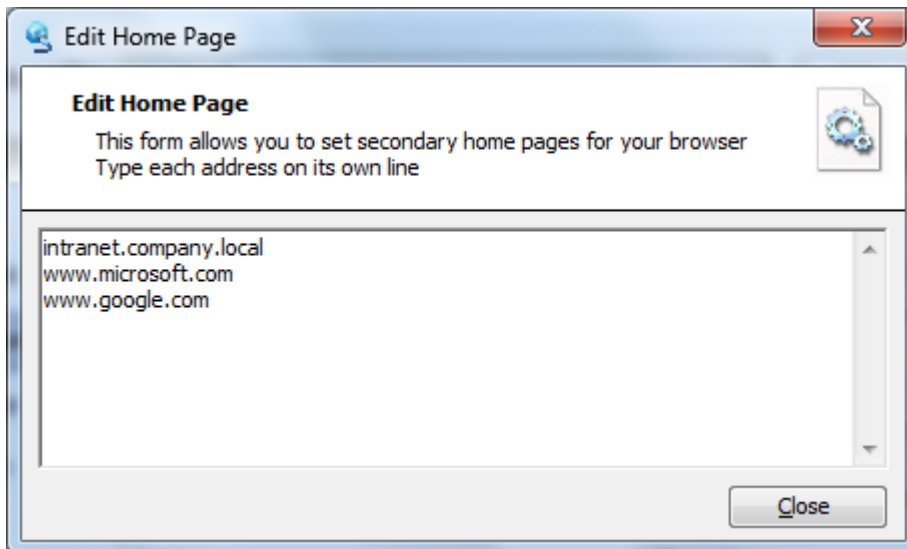 Edit Home Page
Edit Home Page
This form allows you to set secondary home pages for your browser
Type each address on its own line
intranet.company.local
www.microsoft.com
www.google.com
Close